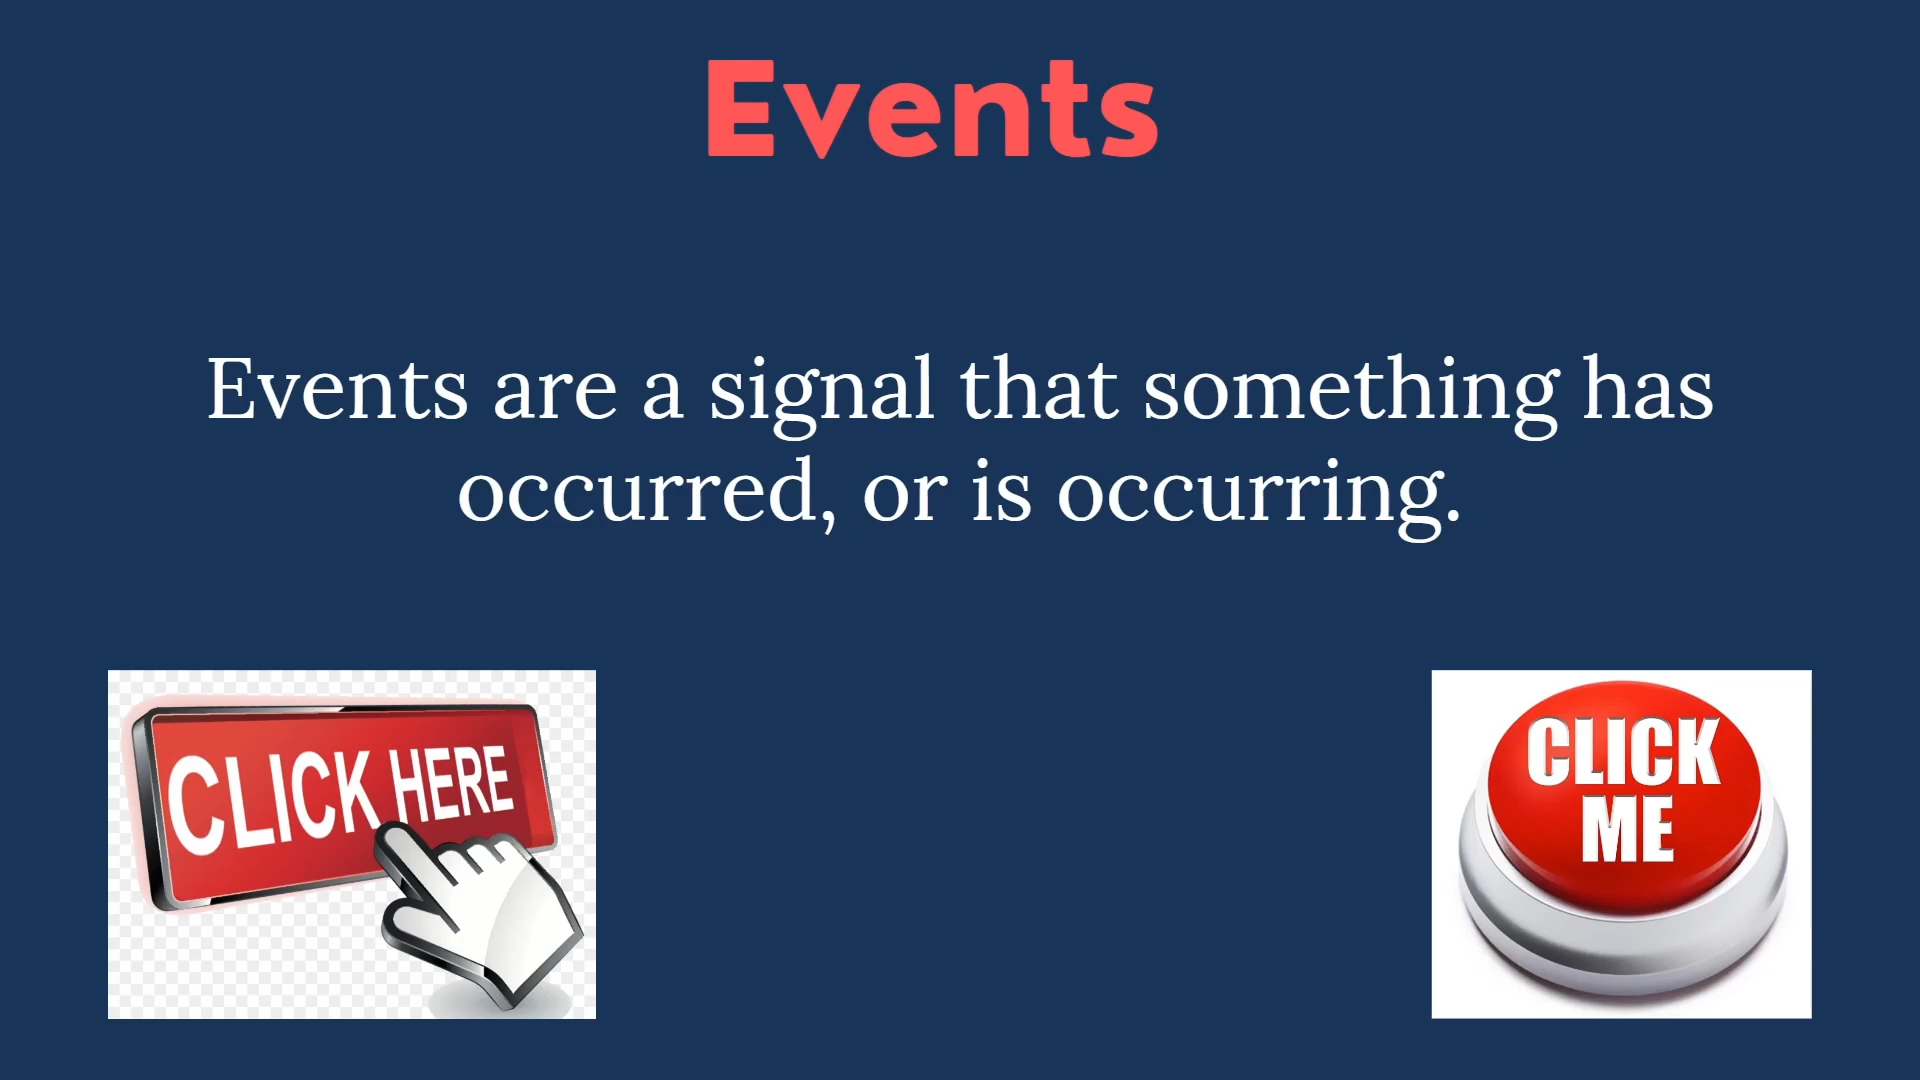 Events
Events are a signal that something has
occurred, or is occurring.
CLICK HERE
CLICK
ME